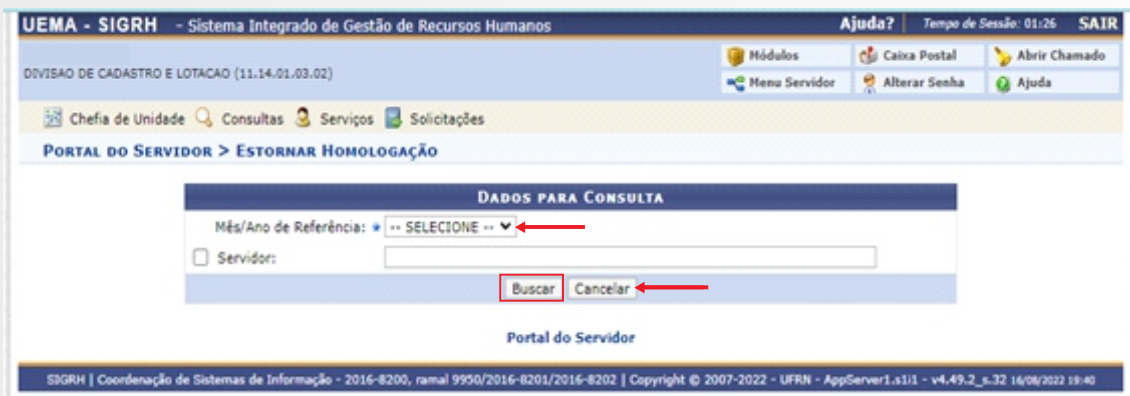 UEMA - SIGRH - Sistema Integrado de Gestão de Recursos Humanos Ajuda? Tempo de Sessão: 01:26 SAIR
Módulos Caixa Postal Abrir Chamado
DIVISAO DE CADASTRO E LOTACAO (11.14.01.03.02)
Menu Servidor Alterar Senha Ajuda
Chefia de Unidade Consultas Serviços Solicitações
PORTAL DO SERVIDOR > ESTORNAR HOMOLOGAÇÃO
DADOS PARA CONSULTA
Mês/Ano de Referência: -- SELECIONE --
Servidor:
Buscar Cancelar
Portal do Servidor
SIGRH | Coordenação de Sistemas de Informação - 2016-8200, ramal 9950/2016-8201/2016-8202 | Copyright © 2007-2022 - UFRN - AppServer1.s1i1 - v4.49.2_s.32 16/08/2022 19:40